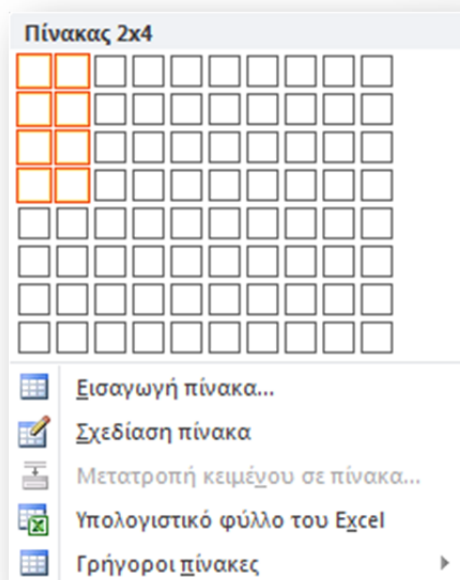 Πίνακας 2x4
Εισαγωγή πίνακα...
Σχεδίαση πίνακα
Μετατροπή κειμένου σε πίνακα...
Υπολογιστικό φύλλο του Excel
Γρήγοροι πίνακες